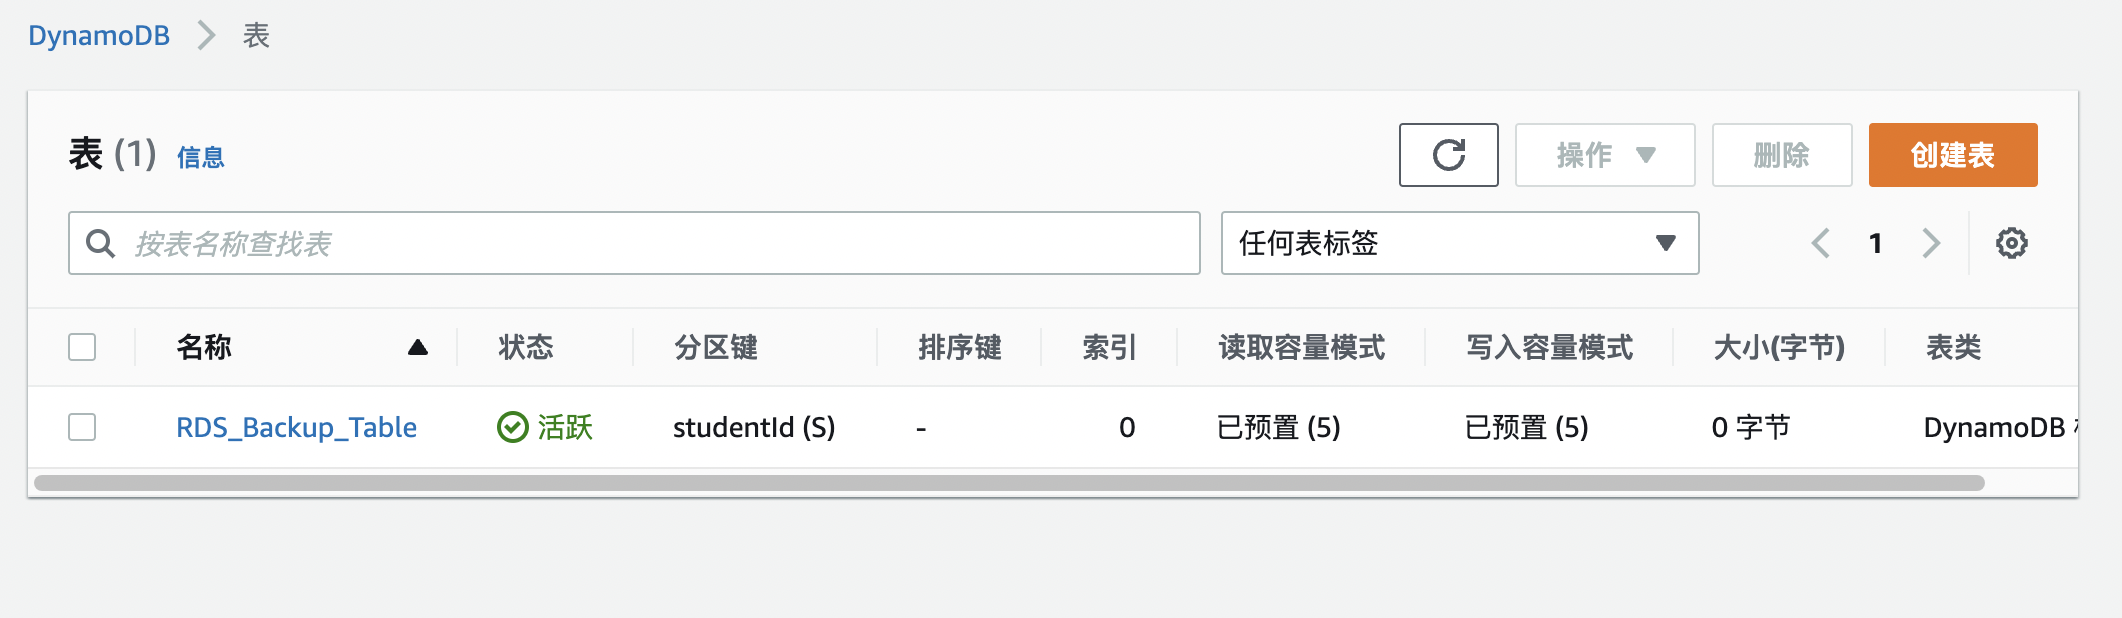 DynamoDB > 表
表 (1) 信息 操作 删除 创建表
按表名称查找表 任何表标签 1
名称 状态 分区键 排序键 索引 读取容量模式 写入容量模式 大小(字节) 表类
RDS_Backup_Table 活跃 studentId (S) - 0 已预置 (5) 已预置 (5) 0 字节 DynamoDB